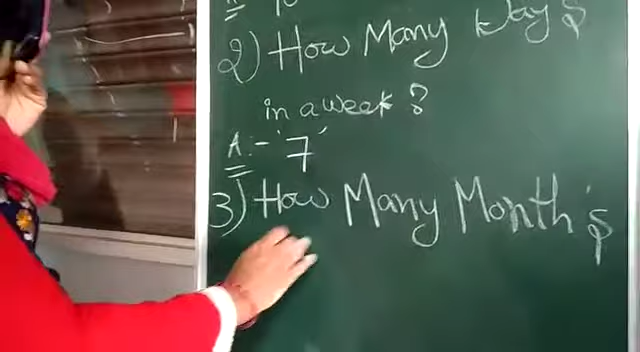 2) How Many Days
in a week ?
A:- '7'
3) How Many Month's